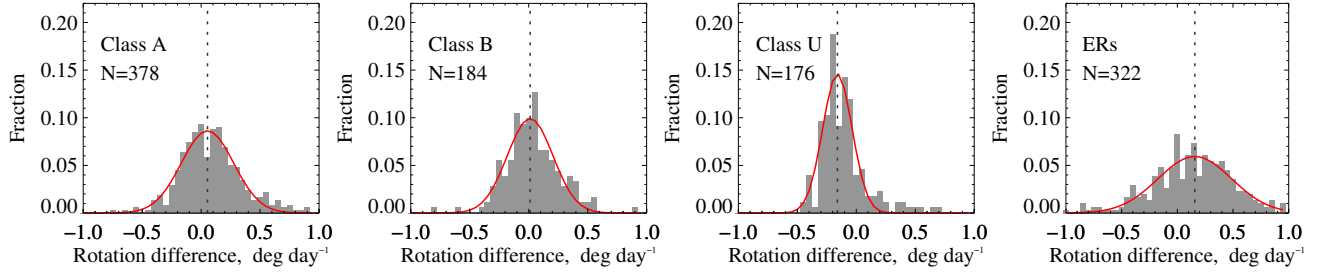 0.20
0.15
0.10
0.05
0.00
Fraction
Class A
N=378
−1.0 −0.5 0.0 0.5 1.0
Rotation difference, deg day⁻¹
0.20
0.15
0.10
0.05
0.00
Fraction
Class B
N=184
−1.0 −0.5 0.0 0.5 1.0
Rotation difference, deg day⁻¹
0.20
0.15
0.10
0.05
0.00
Fraction
Class U
N=176
−1.0 −0.5 0.0 0.5 1.0
Rotation difference, deg day⁻¹
0.20
0.15
0.10
0.05
0.00
Fraction
ERs
N=322
−1.0 −0.5 0.0 0.5 1.0
Rotation difference, deg day⁻¹